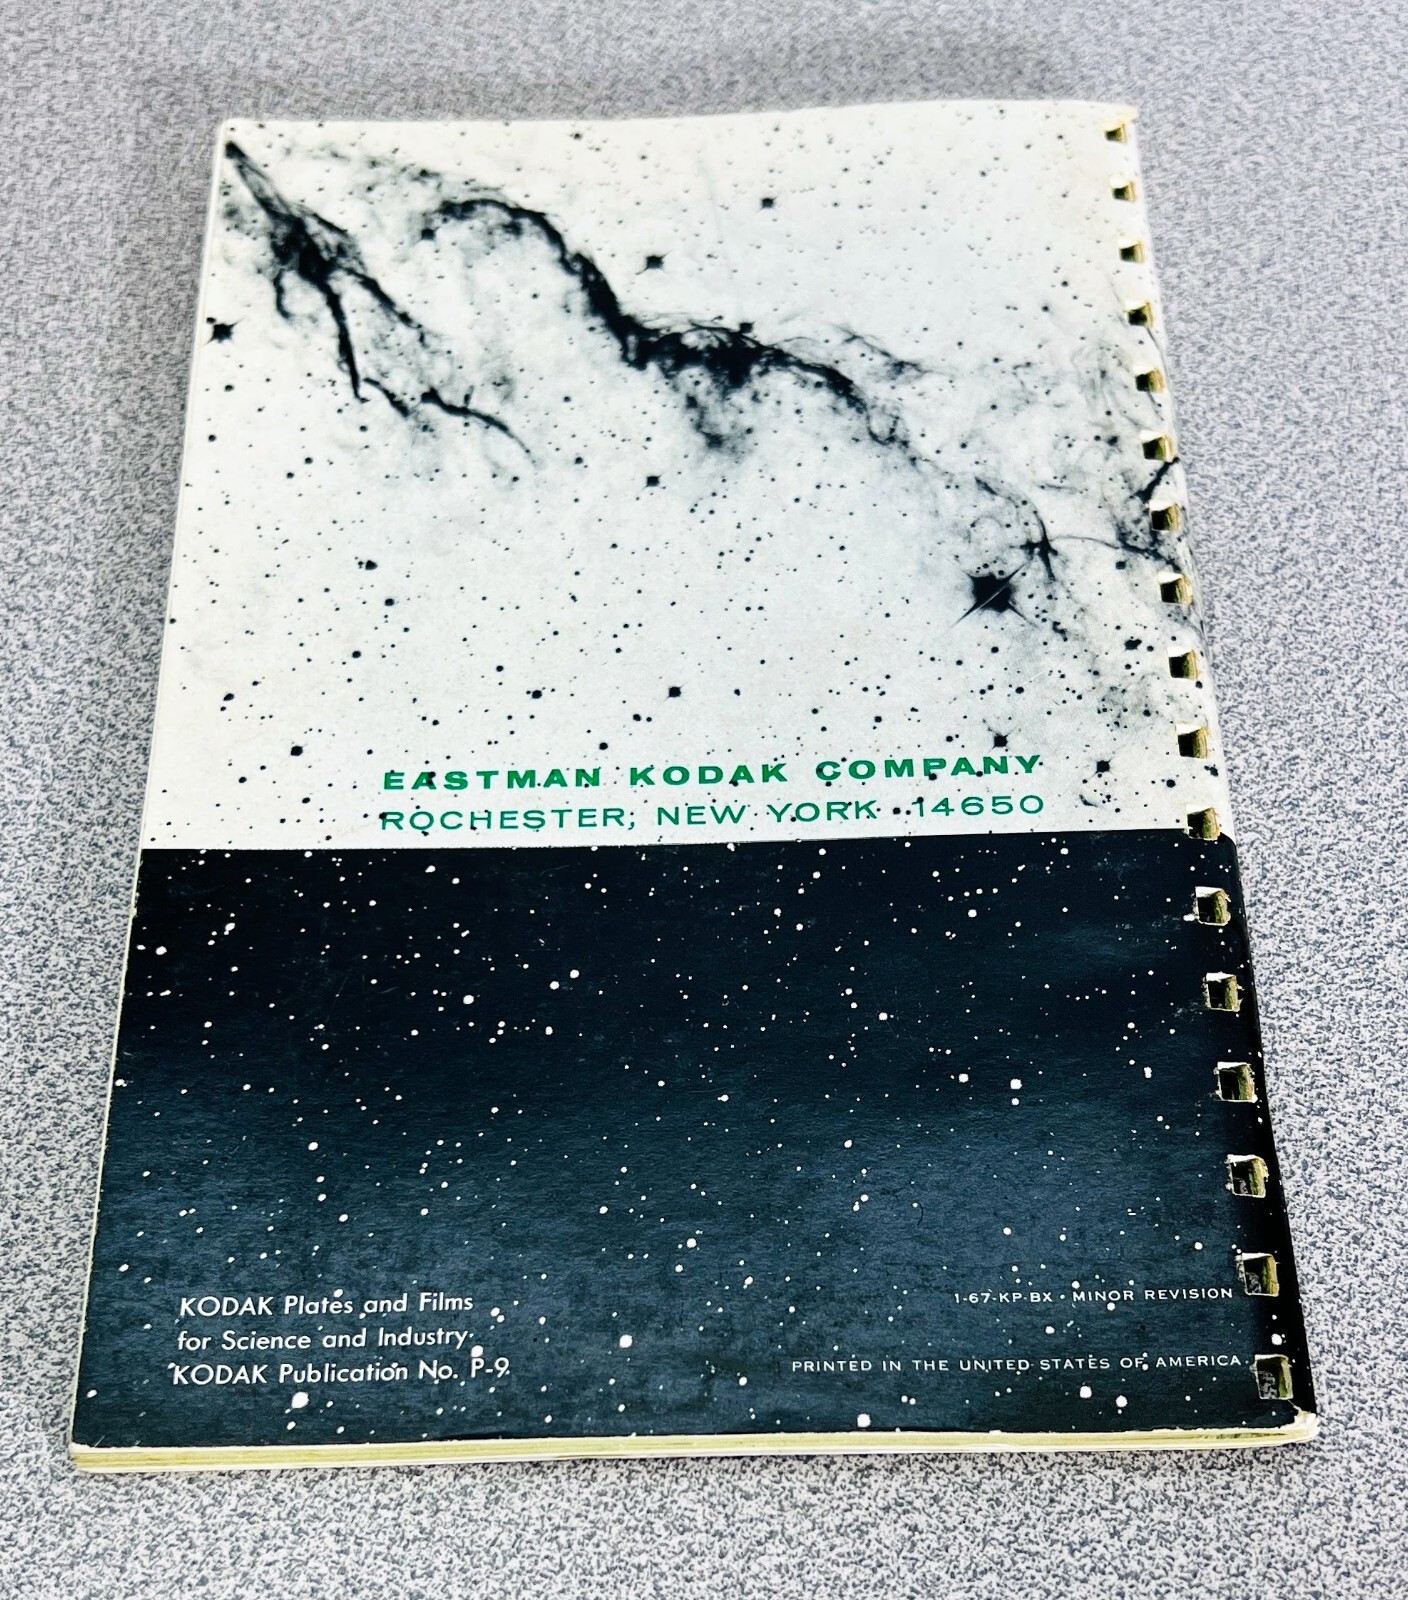 EASTMAN KODAK COMPANY
ROCHESTER, NEW YORK 14650
KODAK Plates and Films
for Science and Industry
KODAK Publication No. P-9
1-67-KP-BX • MINOR REVISION
PRINTED IN THE UNITED STATES OF AMERICA